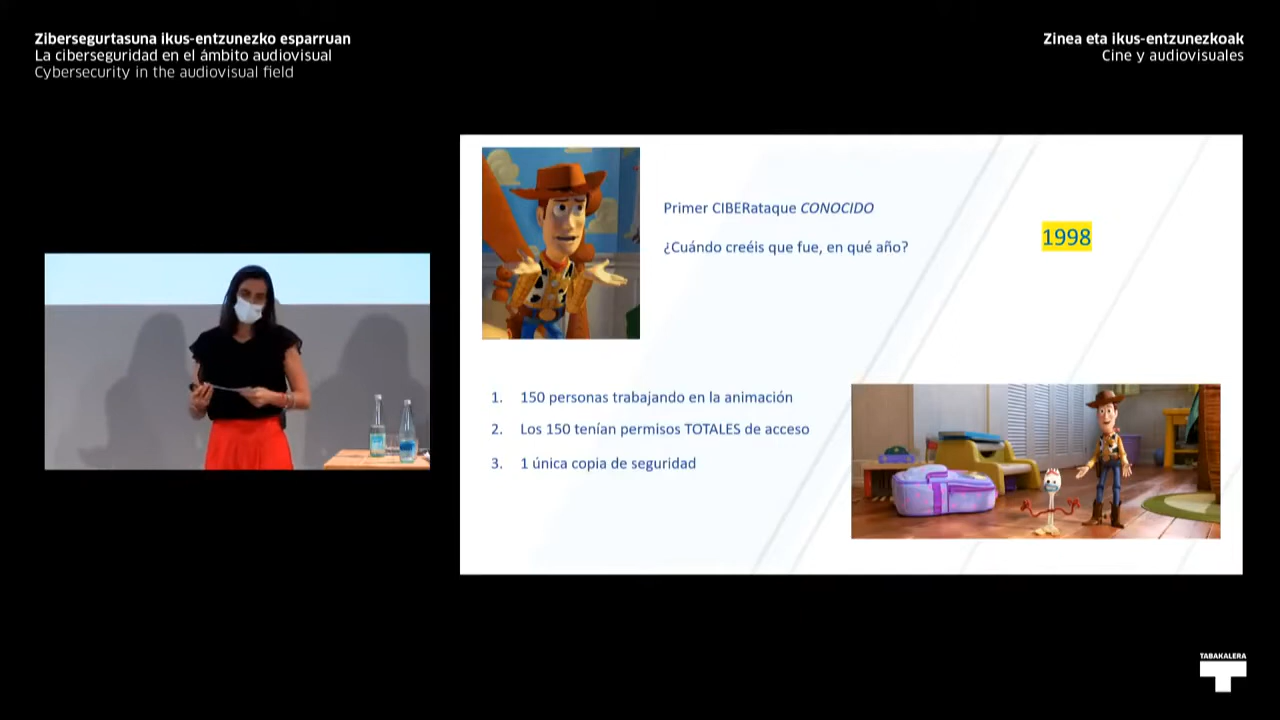 Zibersegurtasuna ikus-entzunezko esparruan
La ciberseguridad en el ámbito audiovisual
Cybersecurity in the audiovisual field
Zinea eta ikus-entzunezkoak
Cine y audiovisuales
Primer CIBERataque CONOCIDO
¿Cuándo creéis que fue, en qué año?
1998
1. 150 personas trabajando en la animación
2. Los 150 tenían permisos TOTALES de acceso
3. 1 única copia de seguridad
TABAKALERA